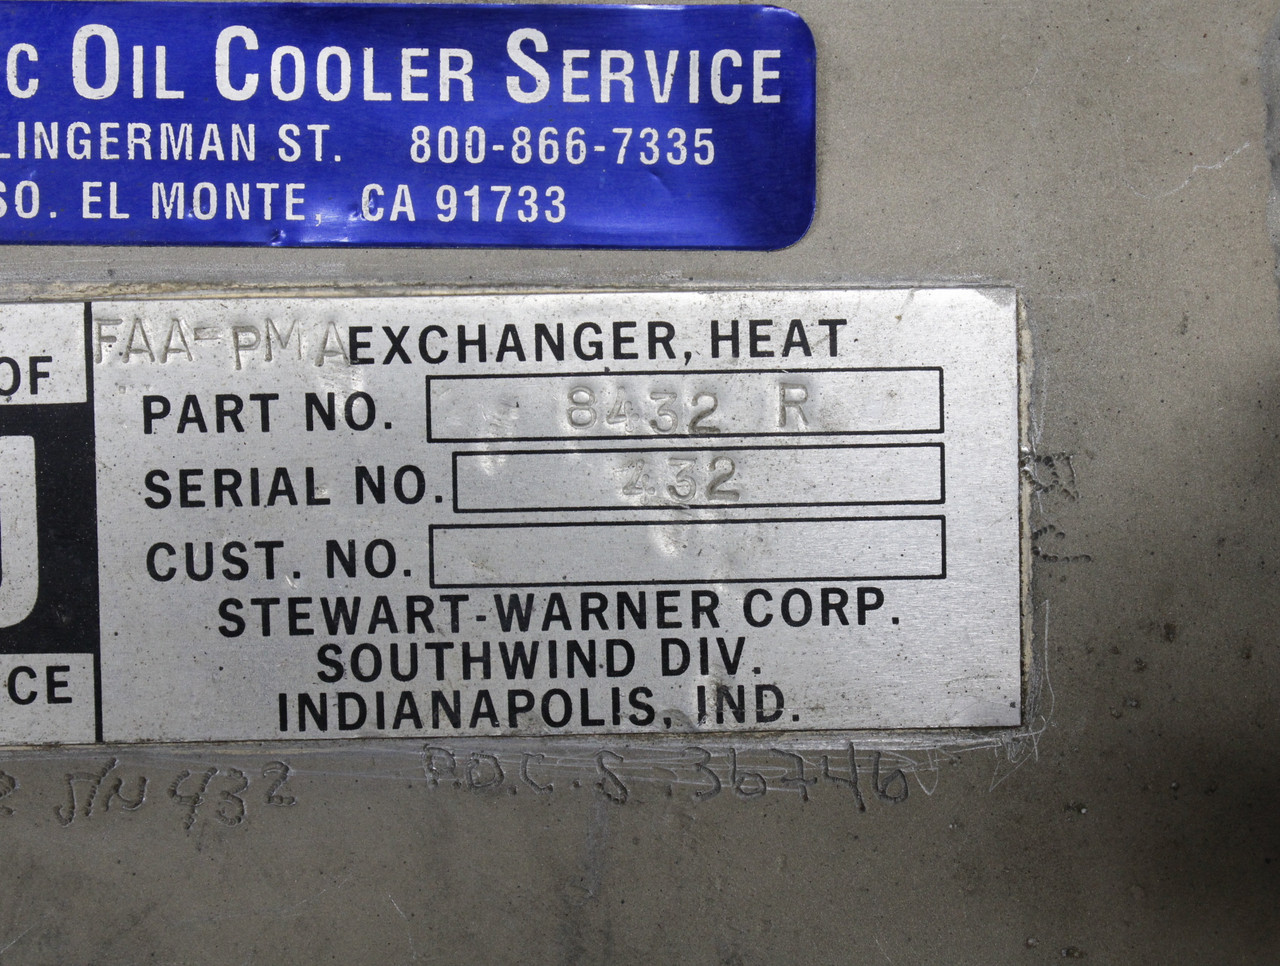 C OIL COOLER SERVICE
LINGERMAN ST. 800-866-7335
SO. EL MONTE, CA 91733
FAA-PMA EXCHANGER, HEAT
OF
PART NO. 8432 R
SERIAL NO. 432
CUST. NO.
STEWART-WARNER CORP.
SOUTHWIND DIV.
CE
INDIANAPOLIS, IND.
S/N 432 P.D.C. S.